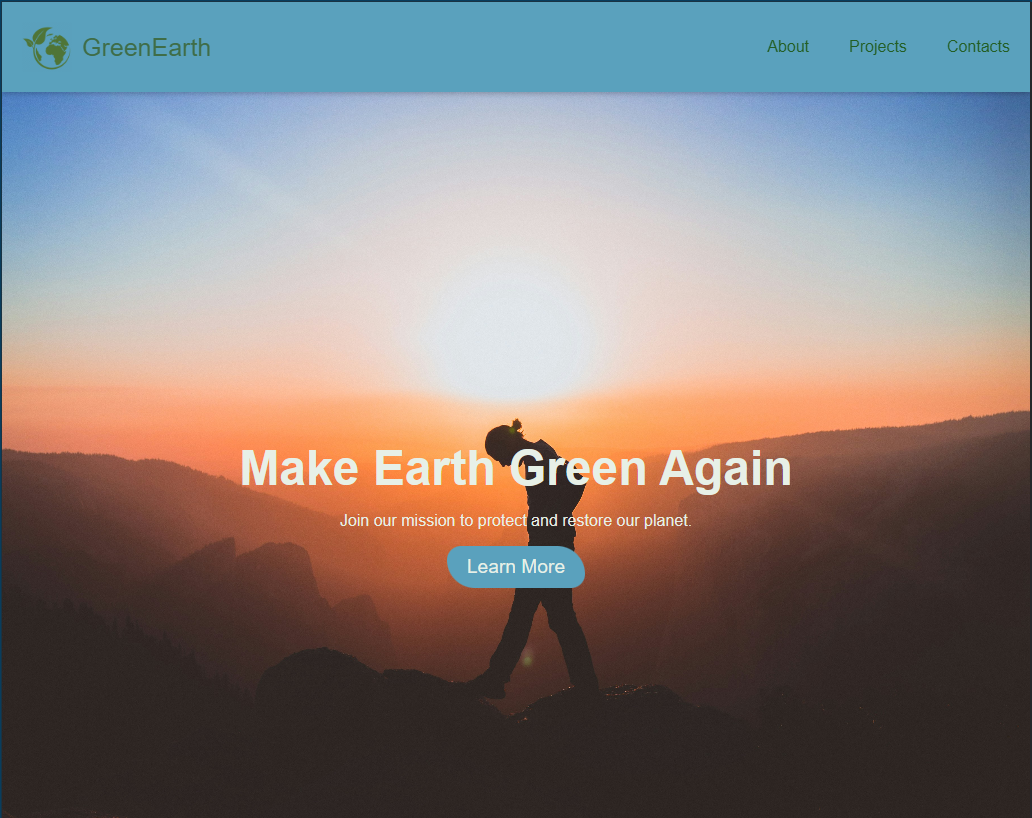 GreenEarth
About
Projects
Contacts
Make Earth Green Again
Join our mission to protect and restore our planet.
Learn More